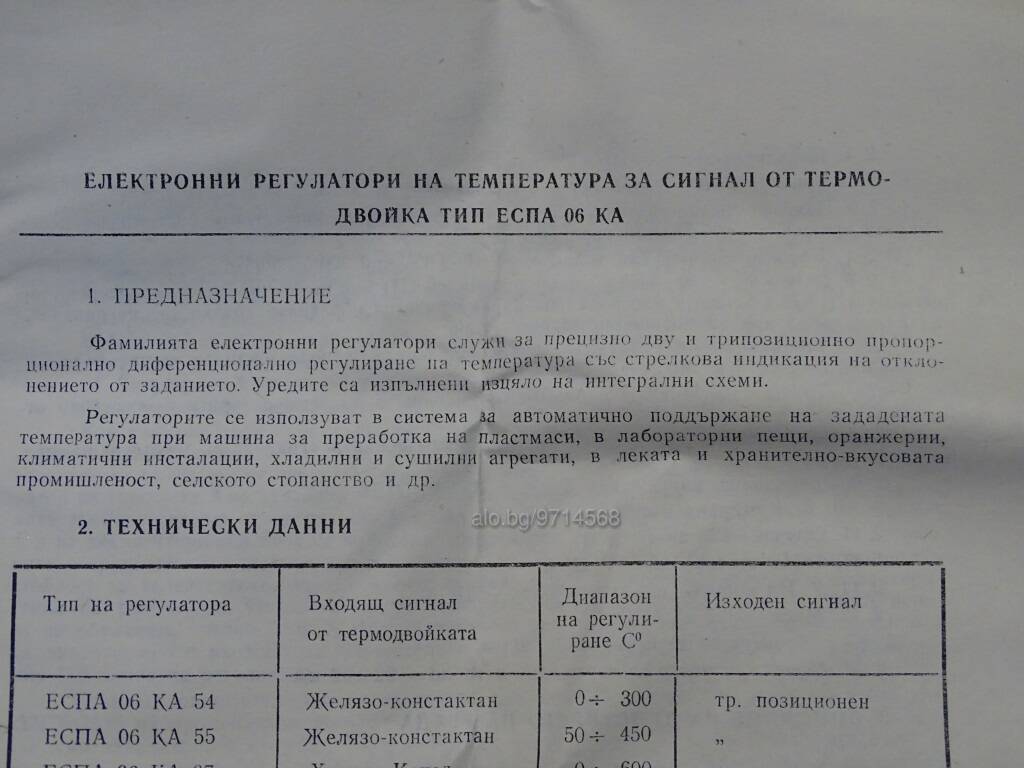 ЕЛЕКТРОННИ РЕГУЛАТОРИ НА ТЕМПЕРАТУРА ЗА СИГНАЛ ОТ ТЕРМО-
ДВОЙКА ТИП ЕСПА 06 ҚА
1. ПРЕДНАЗНАЧЕНИЕ
Фамилията електронни регулатори служи за прецизно дву и трипозиционно пропор-
ционално диференционално регулиране на температура със стрелкова индикация на откло-
нението от заданието. Уредите са изпълнени изцяло на интегрални схеми.
Регулаторите се използуват в система за автоматично поддържане на зададената
температура при машина за преработка на пластмаси, в лабораторни пещи, оранжерии,
климатични инсталации, хладилни и сушилни агрегати, в леката и хранително-вкусовата
промишленост, селското стопанство и др.
alo.bg/9714568
2. ТЕХНИЧЕСКИ ДАННИ
Тип на регулатора Входящ сигнал от термодвойката Диапазон на регули-ране С⁰ Изходен сигнал
ЕСПА 06 ҚА 54 Желязо-констактан 0÷ 300 тр. позиционен
ЕСПА 06 ҚА 55 Желязо-констактан 50÷ 450 „